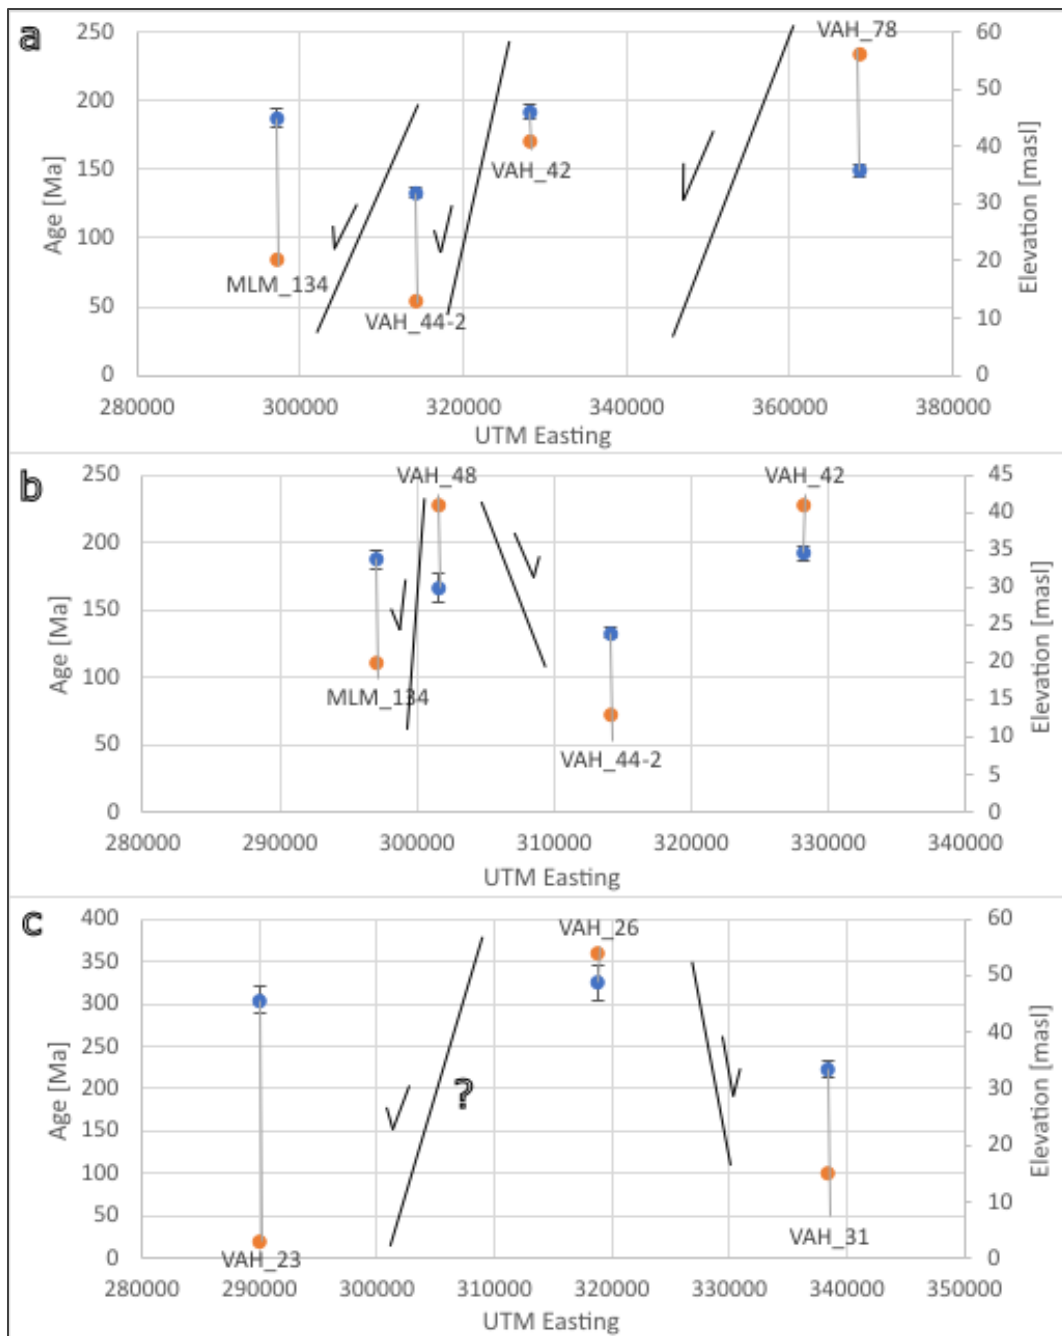 a
250
200
150
100
50
0
Age [Ma]
VAH_78
MLM_134
VAH_44-2
VAH_42
60
50
40
30
20
10
0
Elevation [masl]
280000 300000 320000 340000 360000 380000
UTM Easting
b
250
200
150
100
50
0
Age [Ma]
VAH_48
VAH_42
MLM_134
VAH_44-2
45
40
35
30
25
20
15
10
5
0
Elevation [masl]
280000 290000 300000 310000 320000 330000 340000
UTM Easting
c
400
350
300
250
200
150
100
50
0
Age [Ma]
VAH_26
?
VAH_23
VAH_31
60
50
40
30
20
10
0
Elevation [masl]
280000 290000 300000 310000 320000 330000 340000 350000
UTM Easting